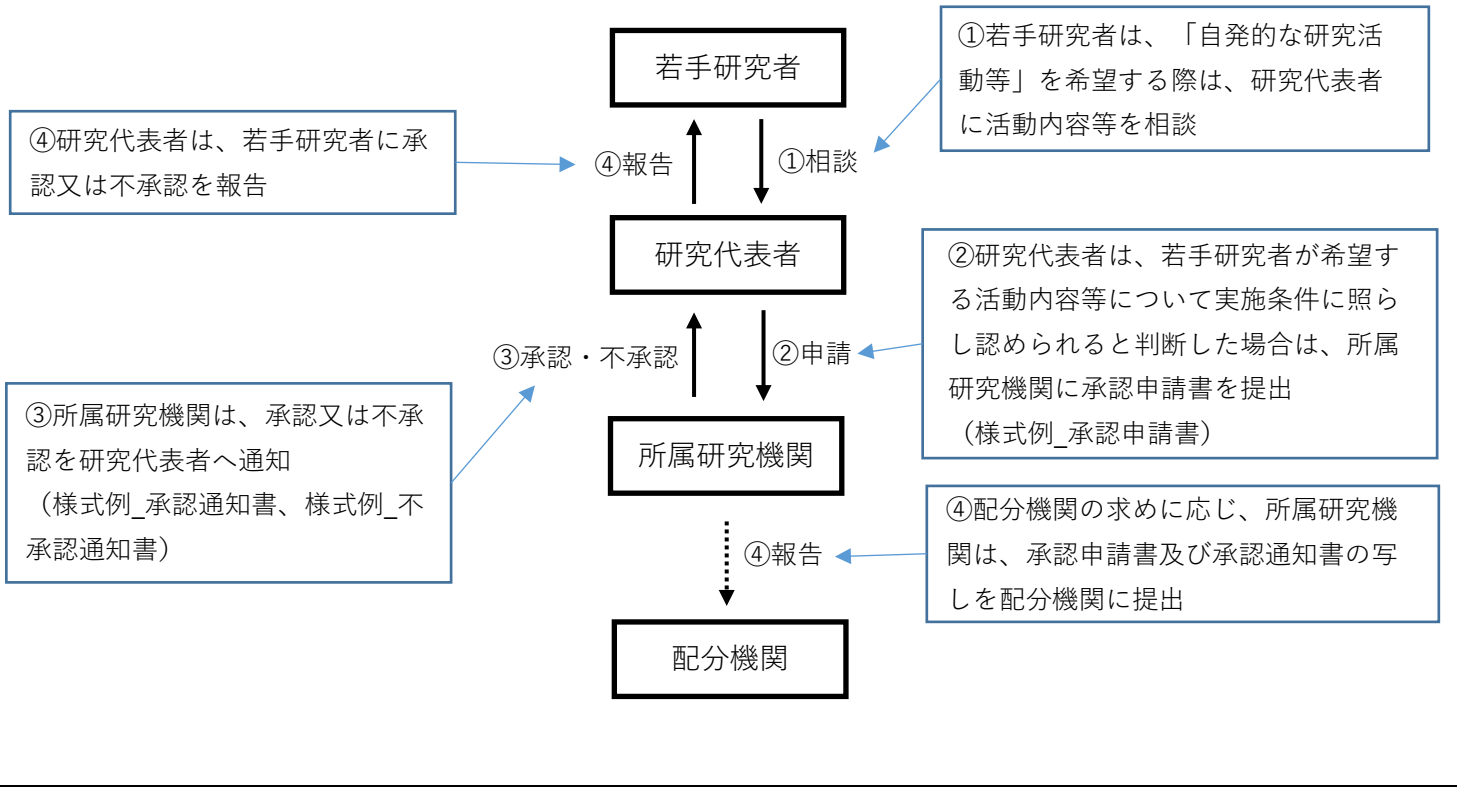 若手研究者
①若手研究者は、「自発的な研究活
動等」を希望する際は、研究代表者
に活動内容等を相談
④研究代表者は、若手研究者に承
認又は不承認を報告
④報告
①相談
研究代表者
②研究代表者は、若手研究者が希望す
る活動内容等について実施条件に照ら
し認められると判断した場合は、所属
研究機関に承認申請書を提出
（様式例_承認申請書）
③承認・不承認
②申請
③所属研究機関は、承認又は不承
認を研究代表者へ通知
（様式例_承認通知書、様式例_不
承認通知書）
所属研究機関
④配分機関の求めに応じ、所属研究機
関は、承認申請書及び承認通知書の写
しを配分機関に提出
④報告
配分機関